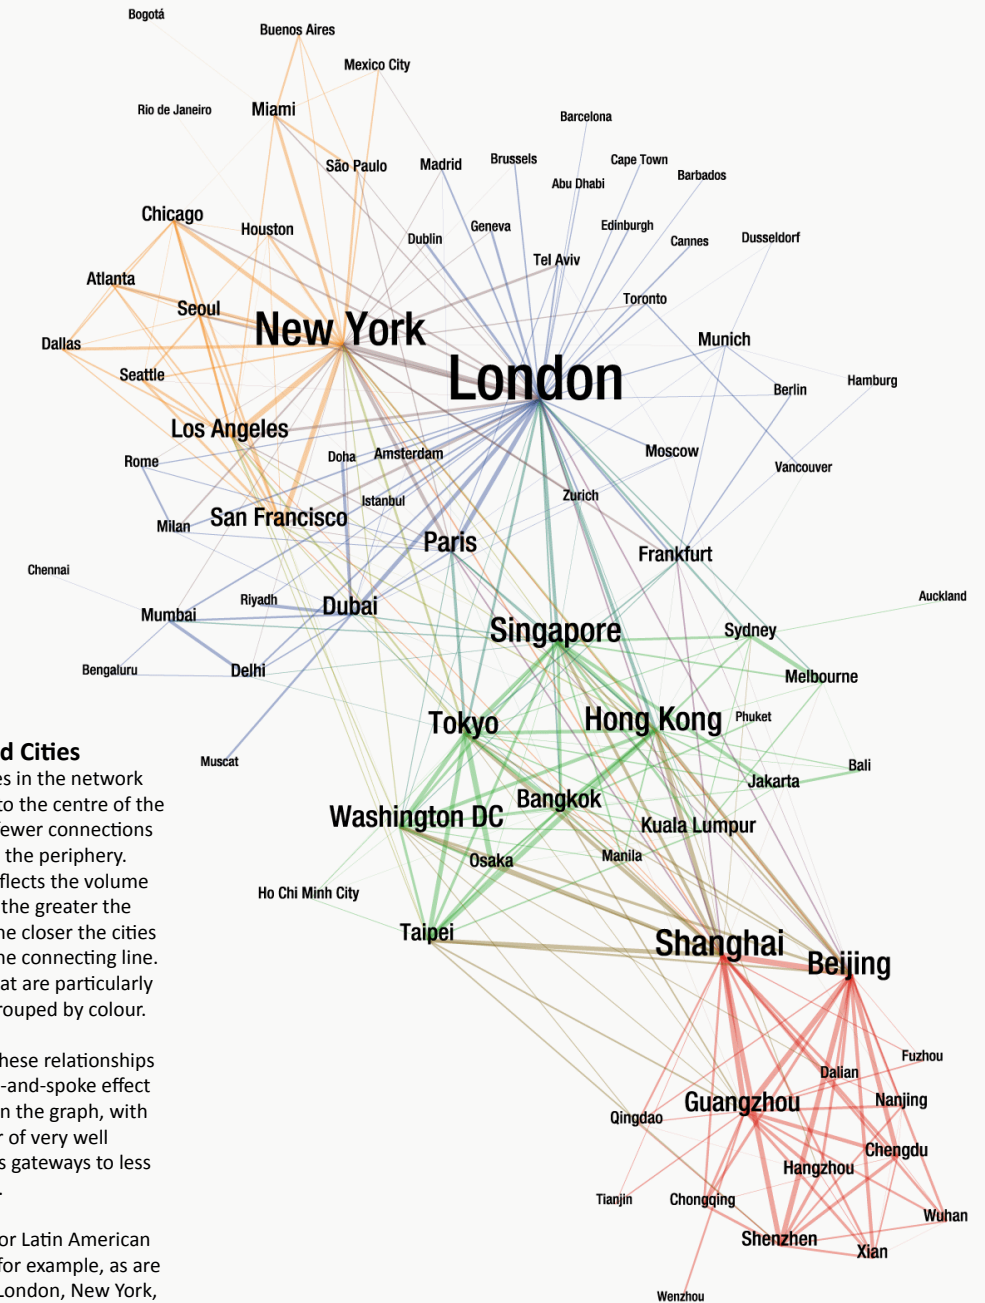 Bogotá
Buenos Aires
Mexico City
Rio de Janeiro
Miami
Barcelona
São Paulo
Madrid
Brussels
Cape Town
Abu Dhabi
Barbados
Chicago
Houston
Dublin
Geneva
Edinburgh
Cannes
Dusseldorf
Tel Aviv
Atlanta
Seoul
Toronto
New York
Dallas
Munich
Seattle
London
Berlin
Hamburg
Los Angeles
Rome
Doha
Amsterdam
Moscow
Vancouver
Istanbul
Zurich
Milan
San Francisco
Paris
Frankfurt
Chennai
Mumbai
Riyadh
Dubai
Auckland
Singapore
Sydney
Bengaluru
Delhi
Melbourne
Tokyo
Hong Kong
Phuket
Muscat
Bali
Jakarta
Washington DC
Bangkok
Kuala Lumpur
Osaka
Manila
Ho Chi Minh City
Taipei
Shanghai
Beijing
Fuzhou
Dalian
Guangzhou
Nanjing
Qingdao
Chengdu
Hangzhou
Tianjin
Chongqing
Wuhan
Shenzhen
Xian
Wenzhou
d Cities
es in the network
to the centre of the
fewer connections
the periphery.
flects the volume
the greater the
ne closer the cities
ne connecting line.
at are particularly
rouped by colour.
hese relationships
-and-spoke effect
n the graph, with
r of very well
s gateways to less
.
or Latin American
for example, as are
London, New York,